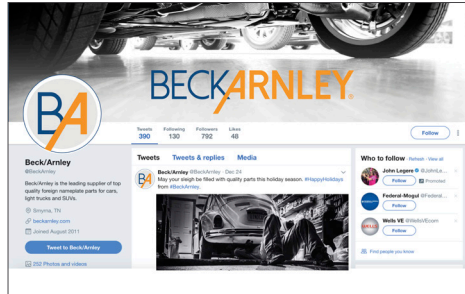 BECKARNLEY
BA
Tweets Following Followers Likes
390 130 792 48
Follow
Beck/Arnley
@BeckArnley
Beck/Arnley is the leading supplier of top
quality foreign nameplate parts for cars,
light trucks and SUVs.
Smyrna, TN
beckarnley.com
Joined August 2011
Tweet to Beck/Arnley
252 Photos and videos
Tweets Tweets & replies Media
BA
Beck/Arnley @BeckArnley · Dec 24
May your sleigh be filled with quality parts this holiday season. #HappyHolidays
from #BeckArnley.
Who to follow · Refresh · View all
John Legere @JohnLe...
Follow Promoted
Federal-Mogul @Federal...
Follow
Wells VE @WellsVEcom
Follow
Find people you know